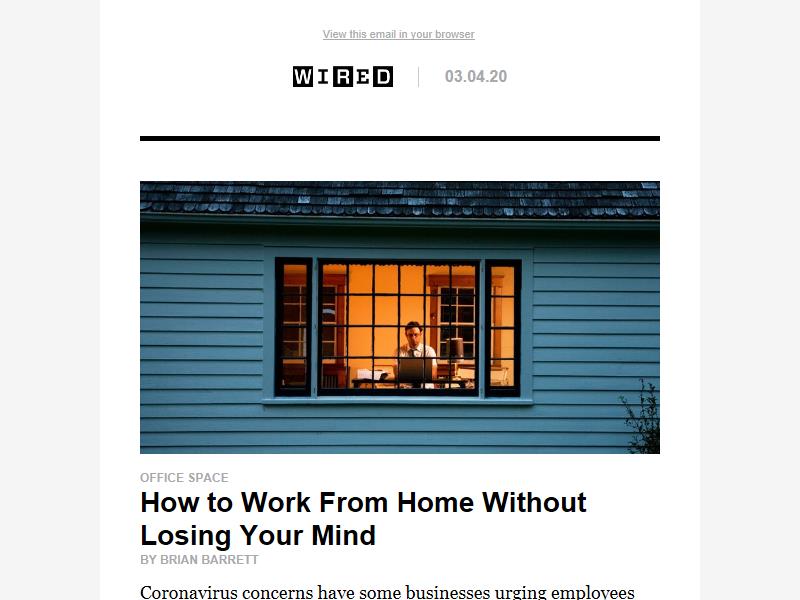 View this email in your browser
WIRED
03.04.20
OFFICE SPACE
How to Work From Home Without
Losing Your Mind
BY BRIAN BARRETT
Coronavirus concerns have some businesses urging employees